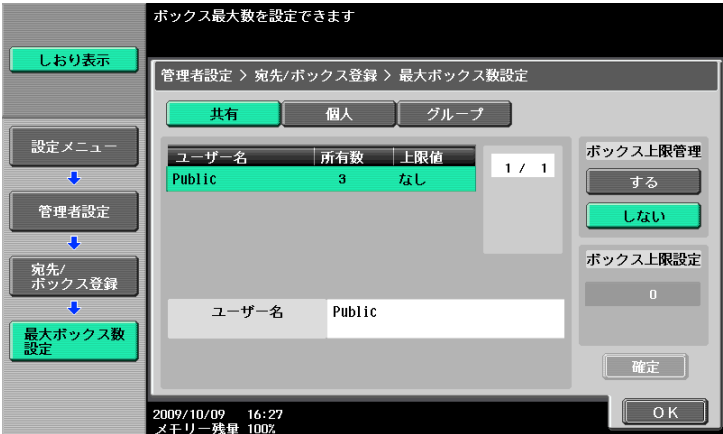 ボックス最大数を設定できます
しおり表示
管理者設定 > 宛先/ボックス登録 > 最大ボックス数設定
共有
個人
グループ
設定メニュー
管理者設定
宛先/
ボックス登録
最大ボックス数
設定
ユーザー名 所有数 上限値
Public 3 なし
1 / 1
ユーザー名 Public
ボックス上限管理
する
しない
ボックス上限設定
0
確定
OK
2009/10/09 16:27
メモリー残量 100%